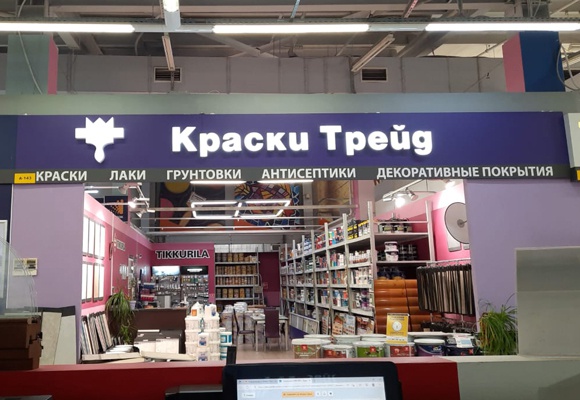 Краски Трейд
КРАСКИ ЛАКИ ГРУНТОВКИ АНТИСЕПТИКИ ДЕКОРАТИВНЫЕ ПОКРЫТИЯ
TIKKURILA